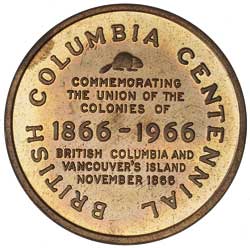 BRITISH COLUMBIA CENTENNIAL
COMMEMORATING
THE UNION OF THE
COLONIES OF
1866-1966
BRITISH COLUMBIA AND
VANCOUVER'S ISLAND
NOVEMBER 1866